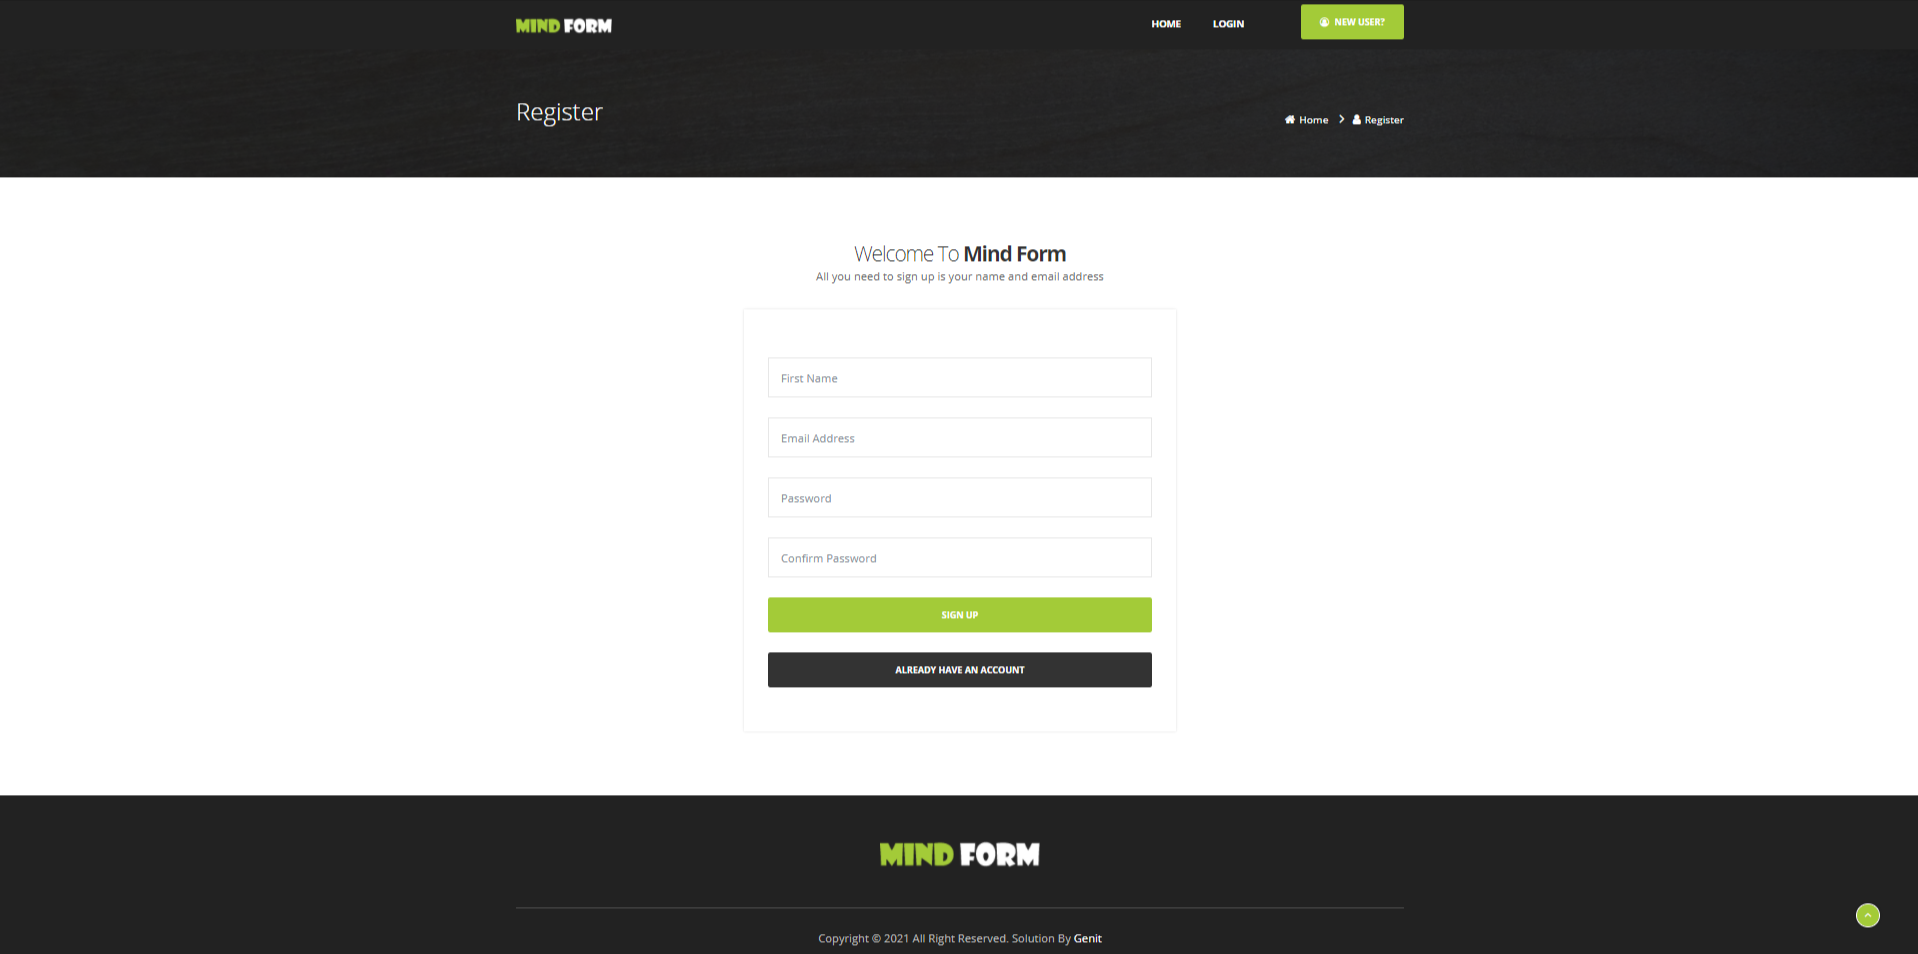 MIND FORM
HOME
LOGIN
NEW USER?
Register
Home
Register
Welcome To Mind Form
All you need to sign up is your name and email address
First Name
Email Address
Password
Confirm Password
SIGN UP
ALREADY HAVE AN ACCOUNT
MIND FORM
Copyright © 2021 All Right Reserved. Solution By Genit